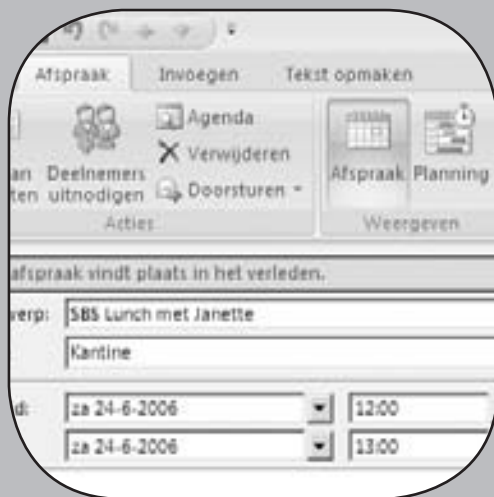 Afspraak Invoegen Tekst opmaken
Agenda
Verwijderen
Deelnemers uitnodigen
Doorsturen
Afspraak Planning
Acties Weergeven
afspraak vindt plaats in het verleden.
erp: SBS Lunch met Janette
Kantine
d: za 24-6-2006 12:00
za 24-6-2006 13:00